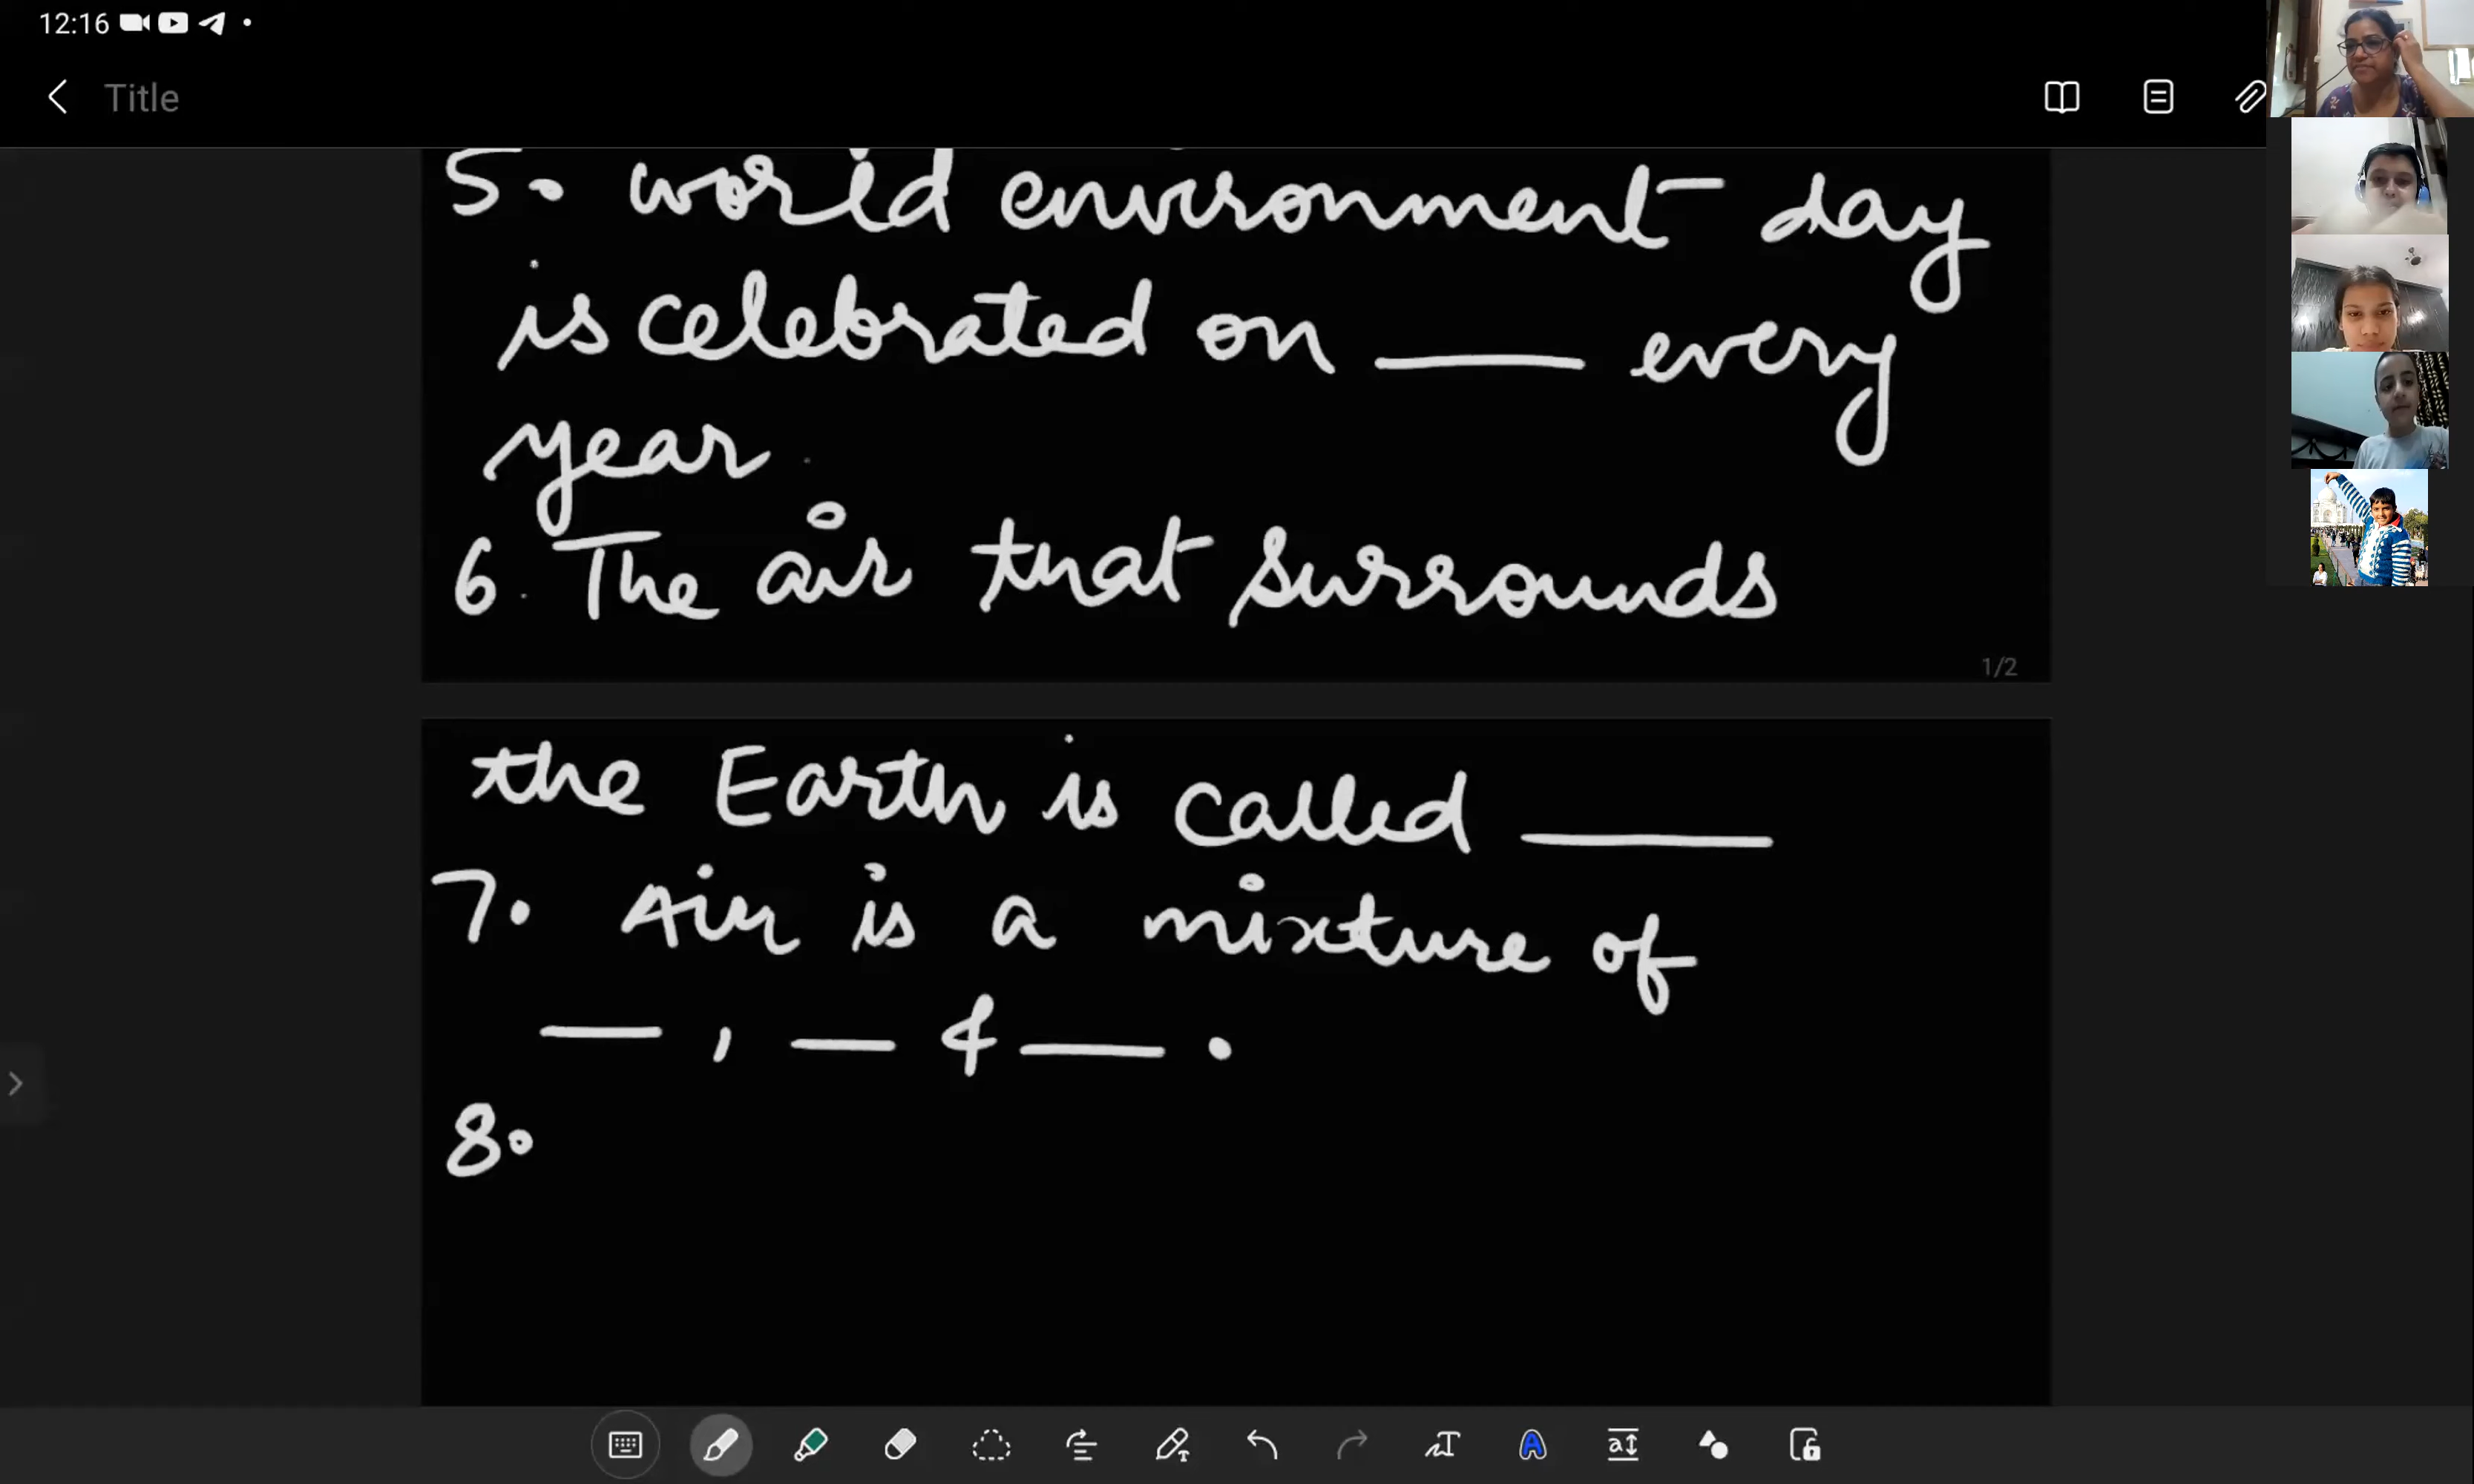 12:16
Title
5. world environment day
is celebrated on ____ every
year.
6. The air that surrounds
1/2
the Earth is called ____
7. Air is a mixture of
__, __ & __.
8.